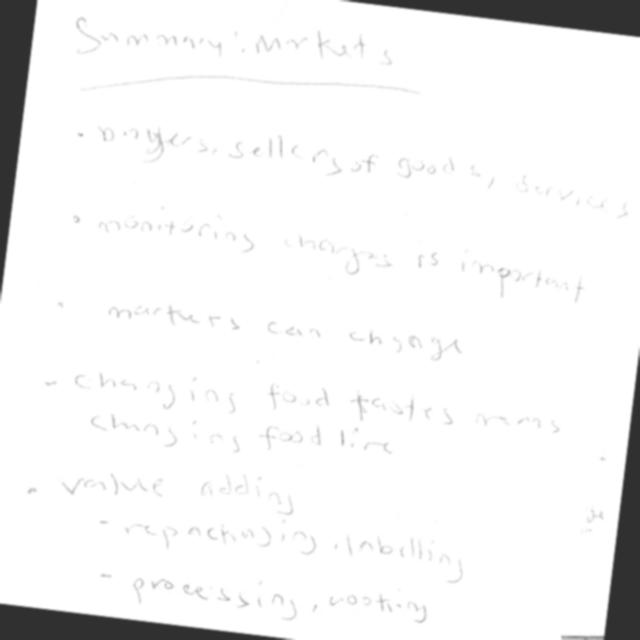 Summary: Markets
• buyers, sellers of goods, services
• monitoring changes is important
• markets can change
- changing food tastes means
changing food line
• value adding
- repackaging, labelling
- processing, cooking